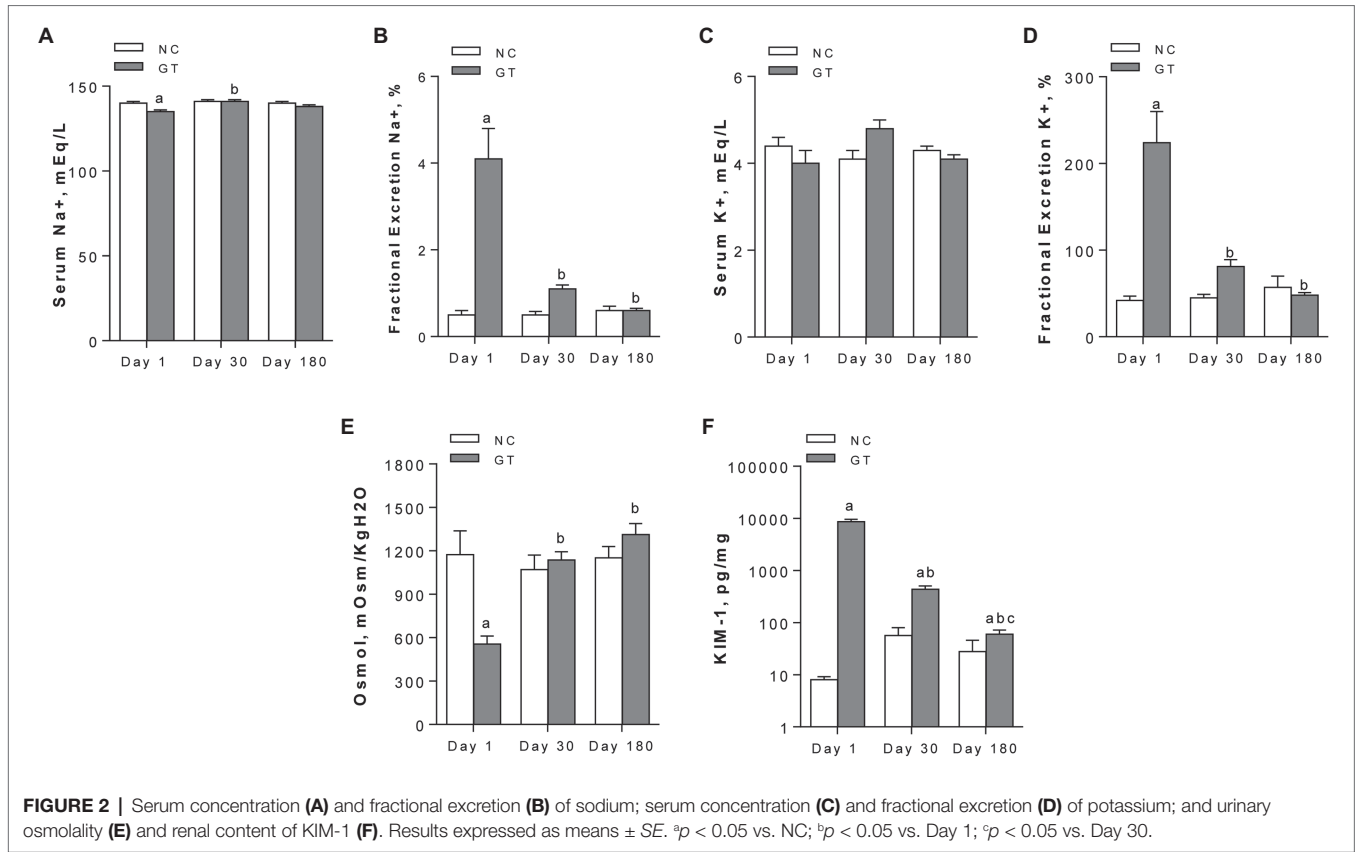 A
NC
GT
Serum Na+, mEq/L
150
100
50
0
a
b
Day 1 Day 30 Day 180
B
NC
GT
Fractional Excretion Na+, %
6
4
2
0
a
b
b
Day 1 Day 30 Day 180
C
NC
GT
Serum K+, mEq/L
6
4
2
0
Day 1 Day 30 Day 180
D
NC
GT
Fractional Excretion K+, %
300
200
100
0
a
b
b
Day 1 Day 30 Day 180
E
NC
GT
Osmol, mOsm/KgH2O
1800
1500
1200
900
600
300
0
a
b
b
Day 1 Day 30 Day 180
F
NC
GT
KIM-1, pg/mg
100000
10000
1000
100
10
1
a
ab
abc
Day 1 Day 30 Day 180
FIGURE 2 | Serum concentration (A) and fractional excretion (B) of sodium; serum concentration (C) and fractional excretion (D) of potassium; and urinary
osmolality (E) and renal content of KIM-1 (F). Results expressed as means ± SE. ᵃp < 0.05 vs. NC; ᵇp < 0.05 vs. Day 1; ᶜp < 0.05 vs. Day 30.